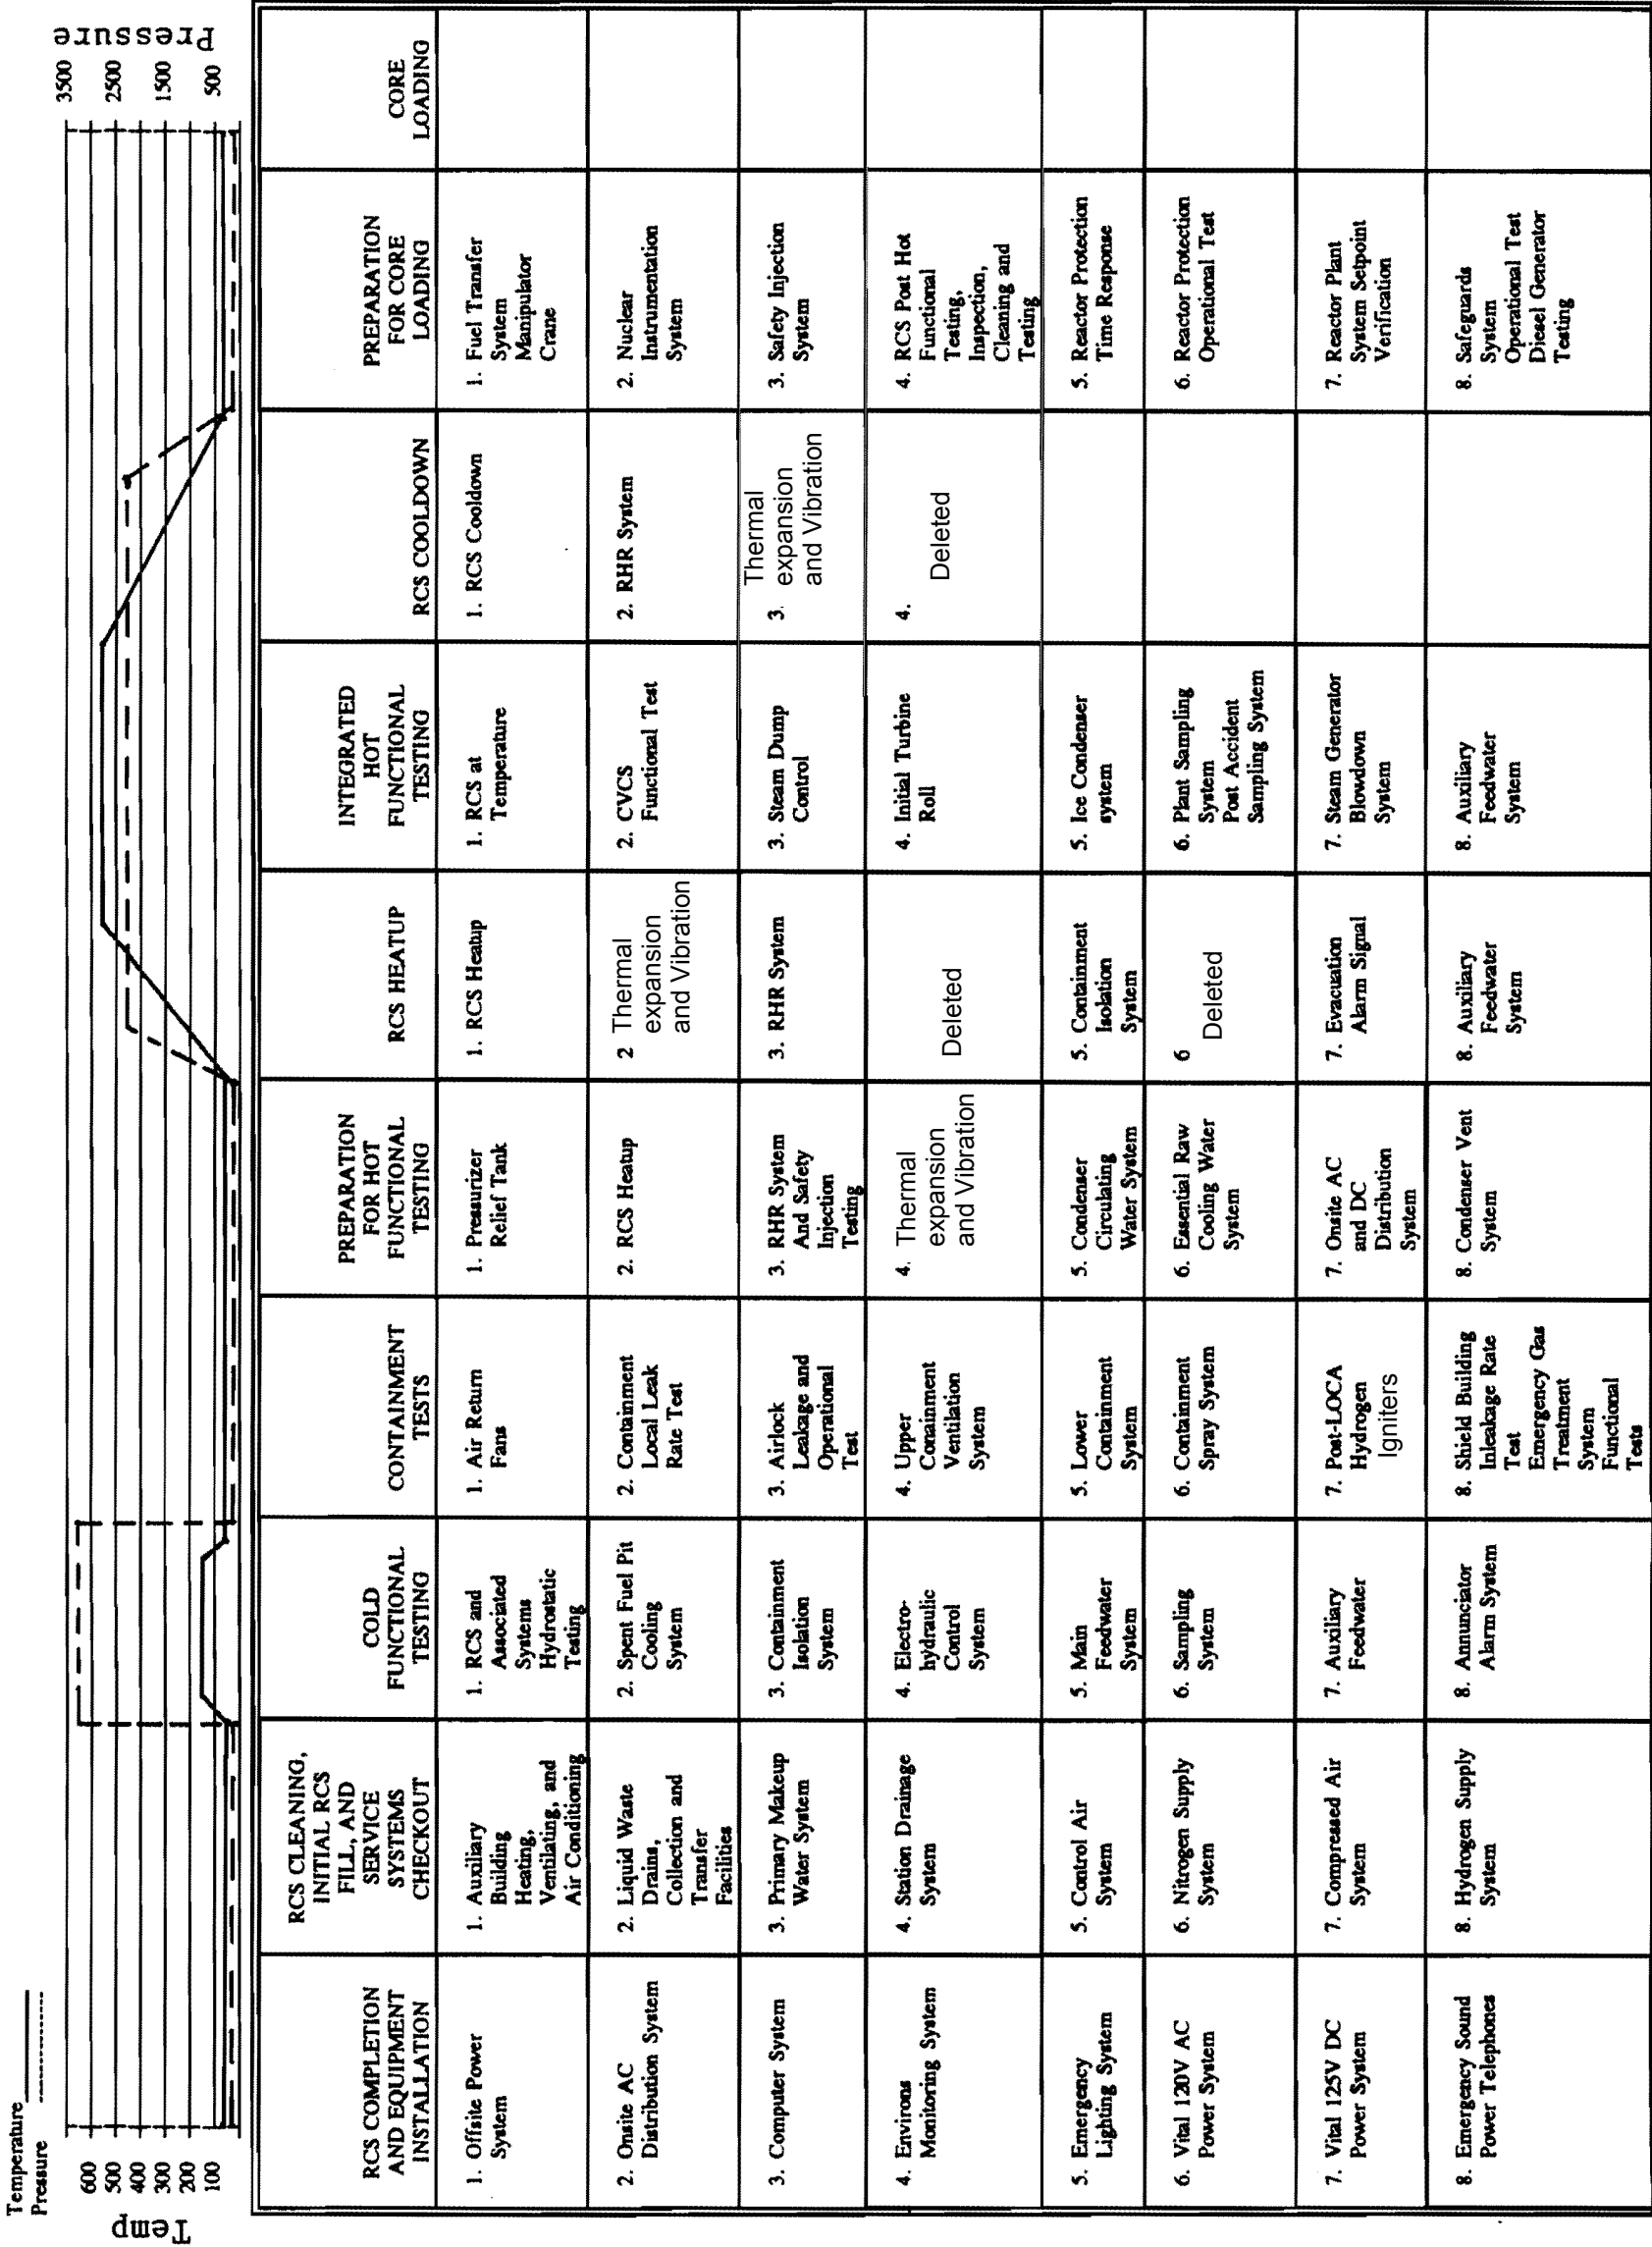 Temperature
Pressure
Temp
600
500
400
300
200
100
Pressure
3500
2500
1500
500
RCS COMPLETION
AND EQUIPMENT
INSTALLATION
RCS CLEANING,
INITIAL RCS
FILL, AND
SERVICE
SYSTEMS
CHECKOUT
COLD
FUNCTIONAL
TESTING
CONTAINMENT
TESTS
PREPARATION
FOR HOT
FUNCTIONAL
TESTING
RCS HEATUP
INTEGRATED
HOT
FUNCTIONAL
TESTING
RCS COOLDOWN
PREPARATION
FOR CORE
LOADING
CORE
LOADING
1. Offsite Power
System
1. Auxiliary
Building
Heating,
Ventilating, and
Air Conditioning
1. RCS and
Associated
Systems
Hydrostatic
Testing
1. Air Return
Fans
1. Pressurizer
Relief Tank
1. RCS Heatup
1. RCS at
Temperature
1. RCS Cooldown
1. Fuel Transfer
System
Manipulator
Crane
2. Onsite AC
Distribution System
2. Liquid Waste
Drains,
Collection and
Transfer
Facilities
2. Spent Fuel Pit
Cooling
System
2. Containment
Local Leak
Rate Test
2. RCS Heatup
2 Thermal
expansion
and Vibration
2. CVCS
Functional Test
2. RHR System
2. Nuclear
Instrumentation
System
3. Computer System
3. Primary Makeup
Water System
3. Containment
Isolation
System
3. Airlock
Leakage and
Operational
Test
3. RHR System
And Safety
Injection
Testing
3. RHR System
3. Steam Dump
Control
3. Thermal
expansion
and Vibration
3. Safety Injection
System
4. Environs
Monitoring System
4. Station Drainage
System
4. Electro-
hydraulic
Control
System
4. Upper
Conainment
Ventilation
System
4. Thermal
expansion
and Vibration
Deleted
4. Initial Turbine
Roll
4. Deleted
4. RCS Post Hot
Functional
Testing,
Inspection,
Cleaning and
Testing
5. Emergency
Lighting System
5. Control Air
System
5. Main
Feedwater
System
5. Lower
Containment
System
5. Condenser
Circulating
Water System
5. Containment
Isolation
System
5. Ice Condenser
system
5. Reactor Protection
Time Response
6. Vital 120V AC
Power System
6. Nitrogen Supply
System
6. Sampling
System
6. Containment
Spray System
6. Essential Raw
Cooling Water
System
6 Deleted
6. Plant Sampling
System
Post Accident
Sampling System
6. Reactor Protection
Operational Test
7. Vital 125V DC
Power System
7. Compressed Air
System
7. Auxiliary
Feedwater
7. Post-LOCA
Hydrogen
Igniters
7. Onsite AC
and DC
Distribution
System
7. Evacuation
Alarm Signal
7. Steam Generator
Blowdown
System
7. Reactor Plant
System Setpoint
Verification
8. Emergency Sound
Power Telephones
8. Hydrogen Supply
System
8. Annunciator
Alarm System
8. Shield Building
Inleakage Rate
Test
Emergency Gas
Treatment
System
Functional
Tests
8. Condenser Vent
System
8. Auxiliary
Feedwater
System
8. Auxiliary
Feedwater
System
8. Safeguards
System
Operational Test
Diesel Generator
Testing